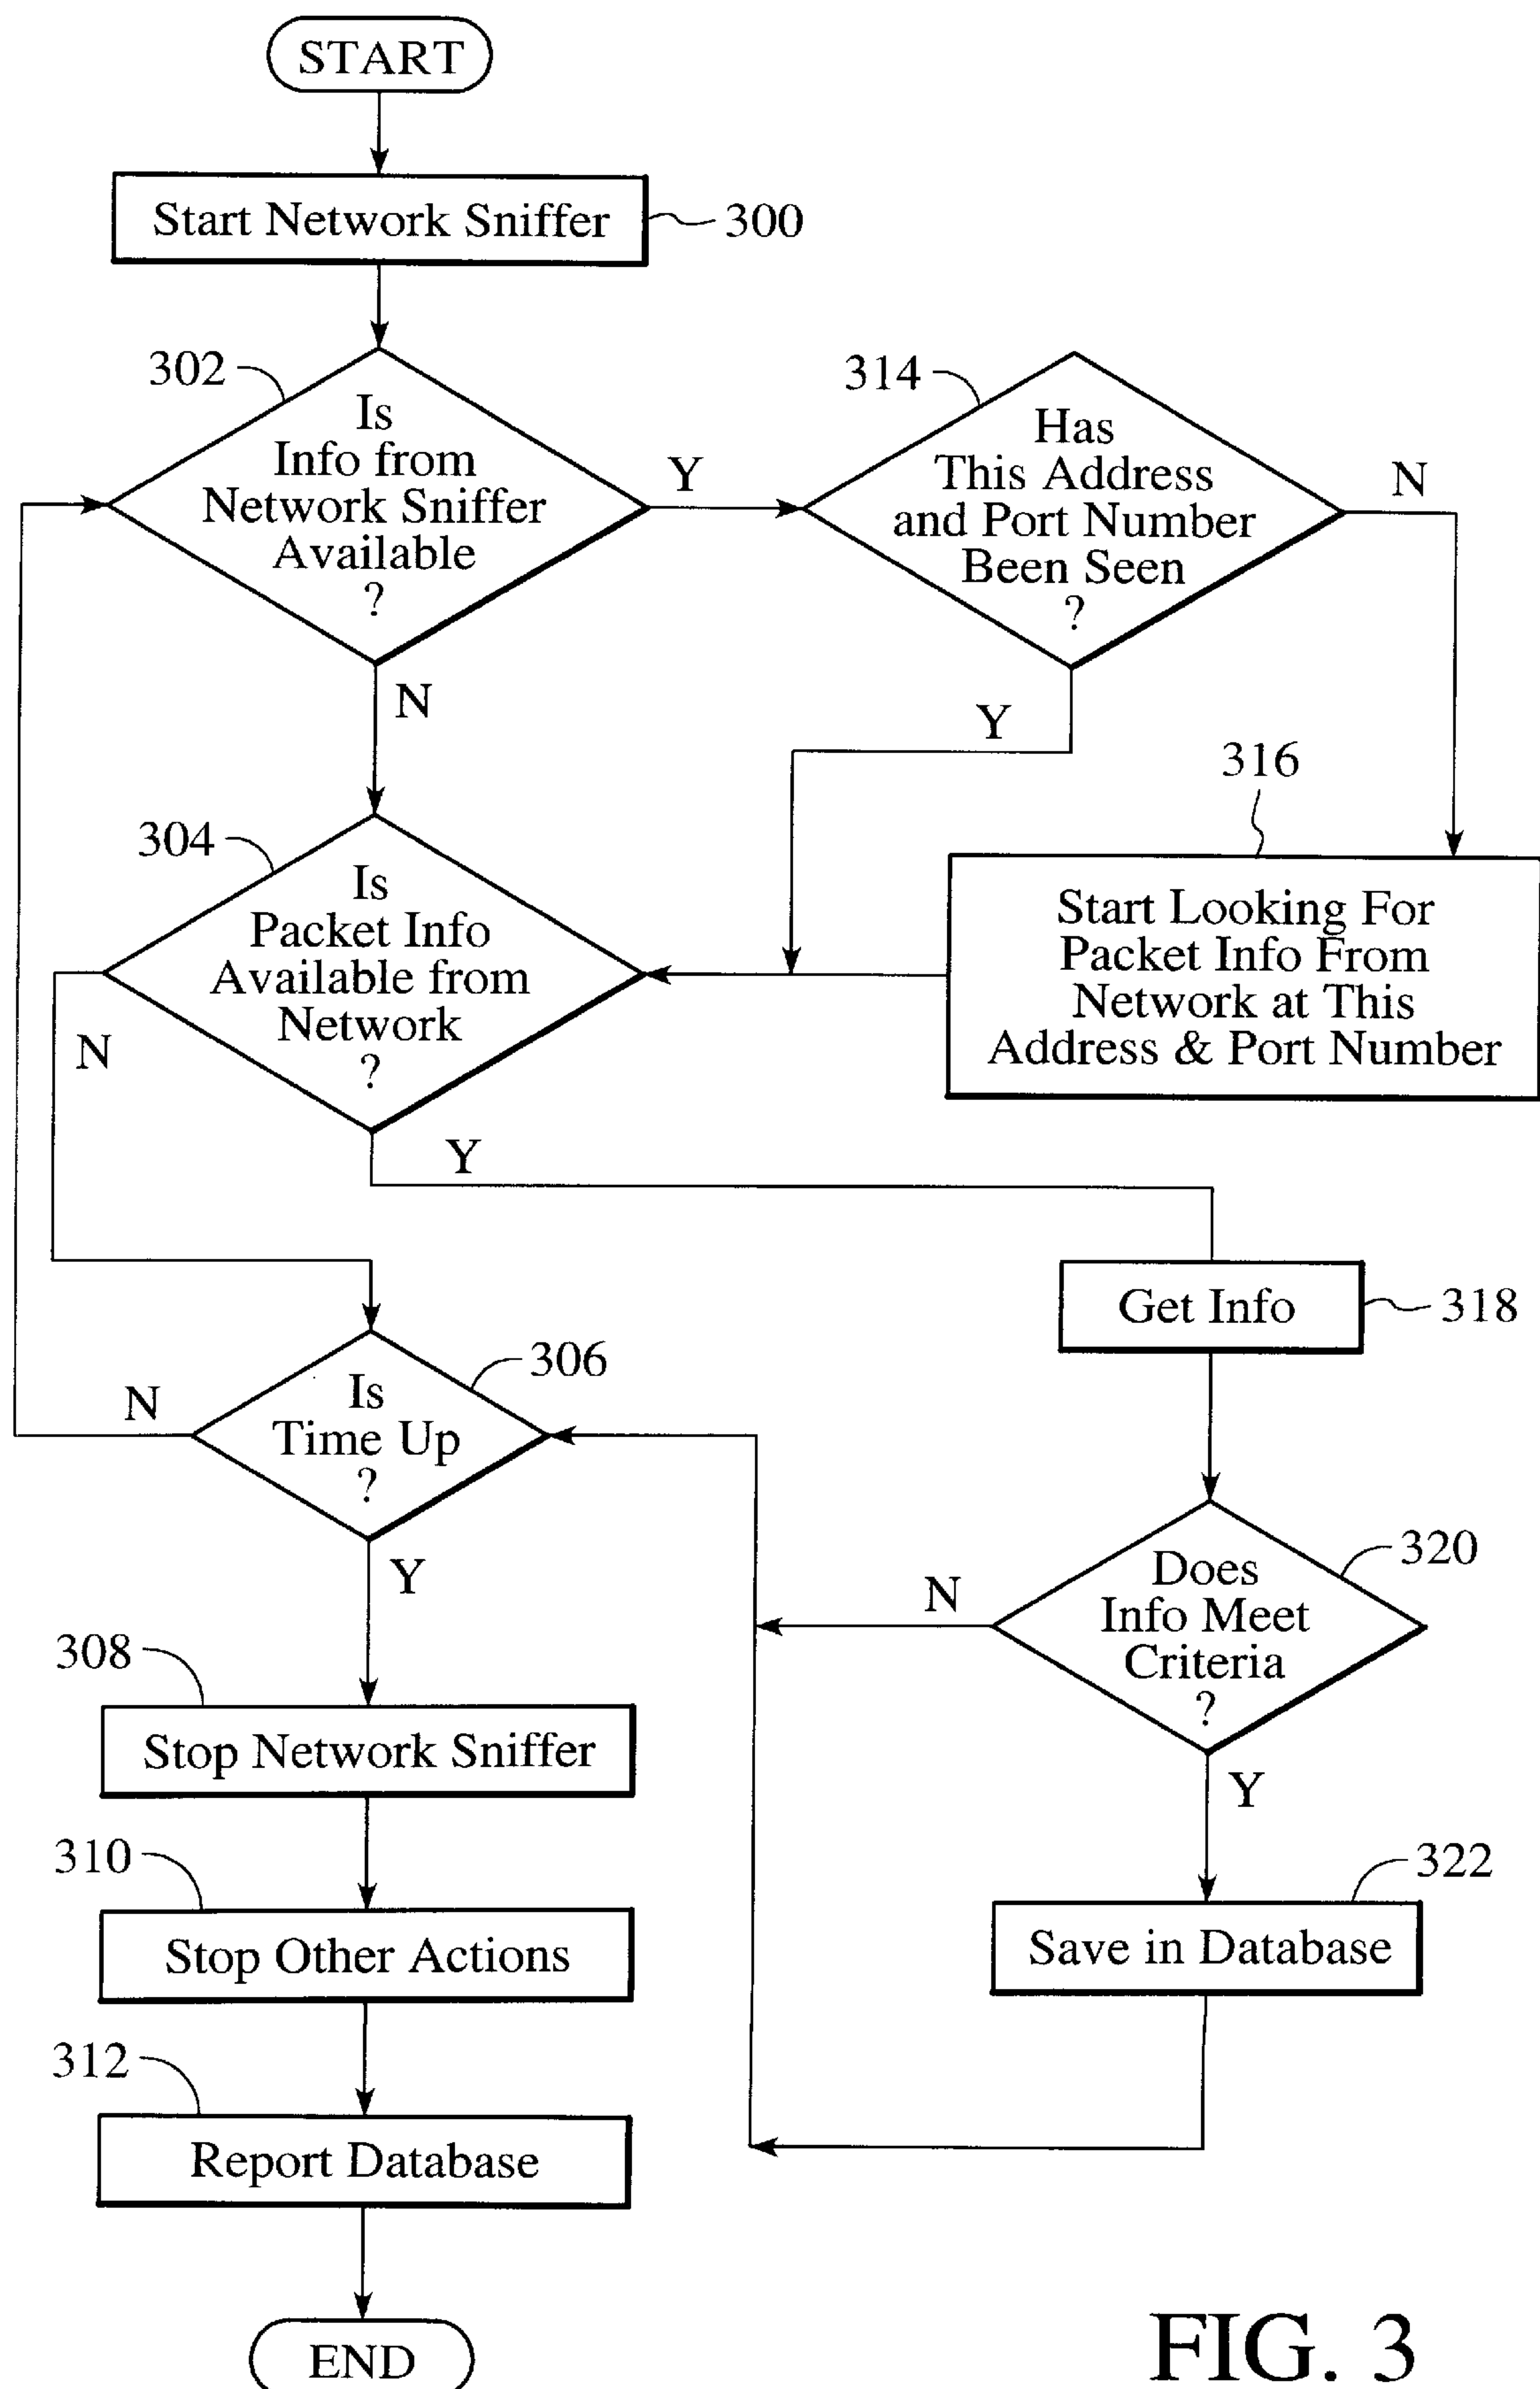 START
Start Network Sniffer
300
302
Is
Info from
Network Sniffer
Available
?
Y
N
314
Has
This Address
and Port Number
Been Seen
?
N
Y
316
Start Looking For
Packet Info From
Network at This
Address & Port Number
304
Is
Packet Info
Available from
Network
?
N
Y
Get Info
318
306
Is
Time Up
?
N
Y
320
Does
Info Meet
Criteria
?
N
Y
308
Stop Network Sniffer
310
Stop Other Actions
322
Save in Database
312
Report Database
END
FIG. 3